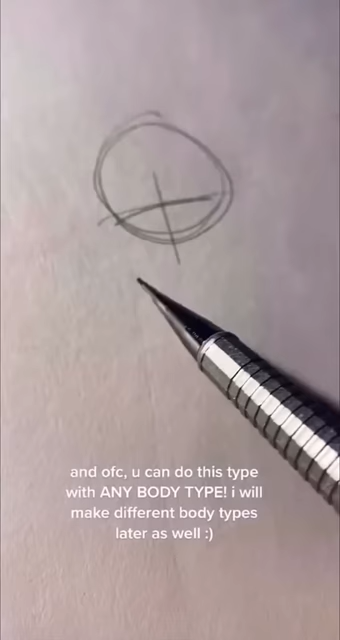 and ofc, u can do this type
with ANY BODY TYPE! i will
make different body types
later as well :)